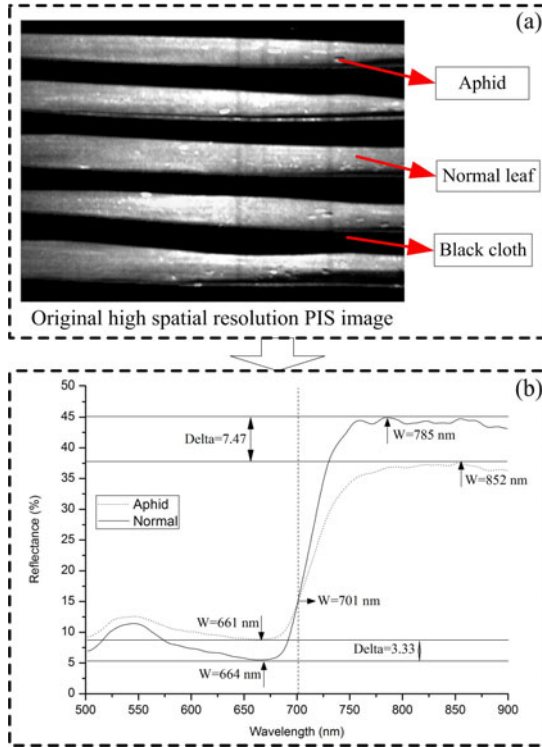 (a)
Aphid
Normal leaf
Black cloth
Original high spatial resolution PIS image
(b)
50
45
40
35
30
25
20
15
10
5
0
Reflectance (%)
Delta=7.47
W=785 nm
W=852 nm
Aphid
Normal
W=701 nm
W=661 nm
Delta=3.33
W=664 nm
500 550 600 650 700 750 800 850 900
Wavelength (nm)